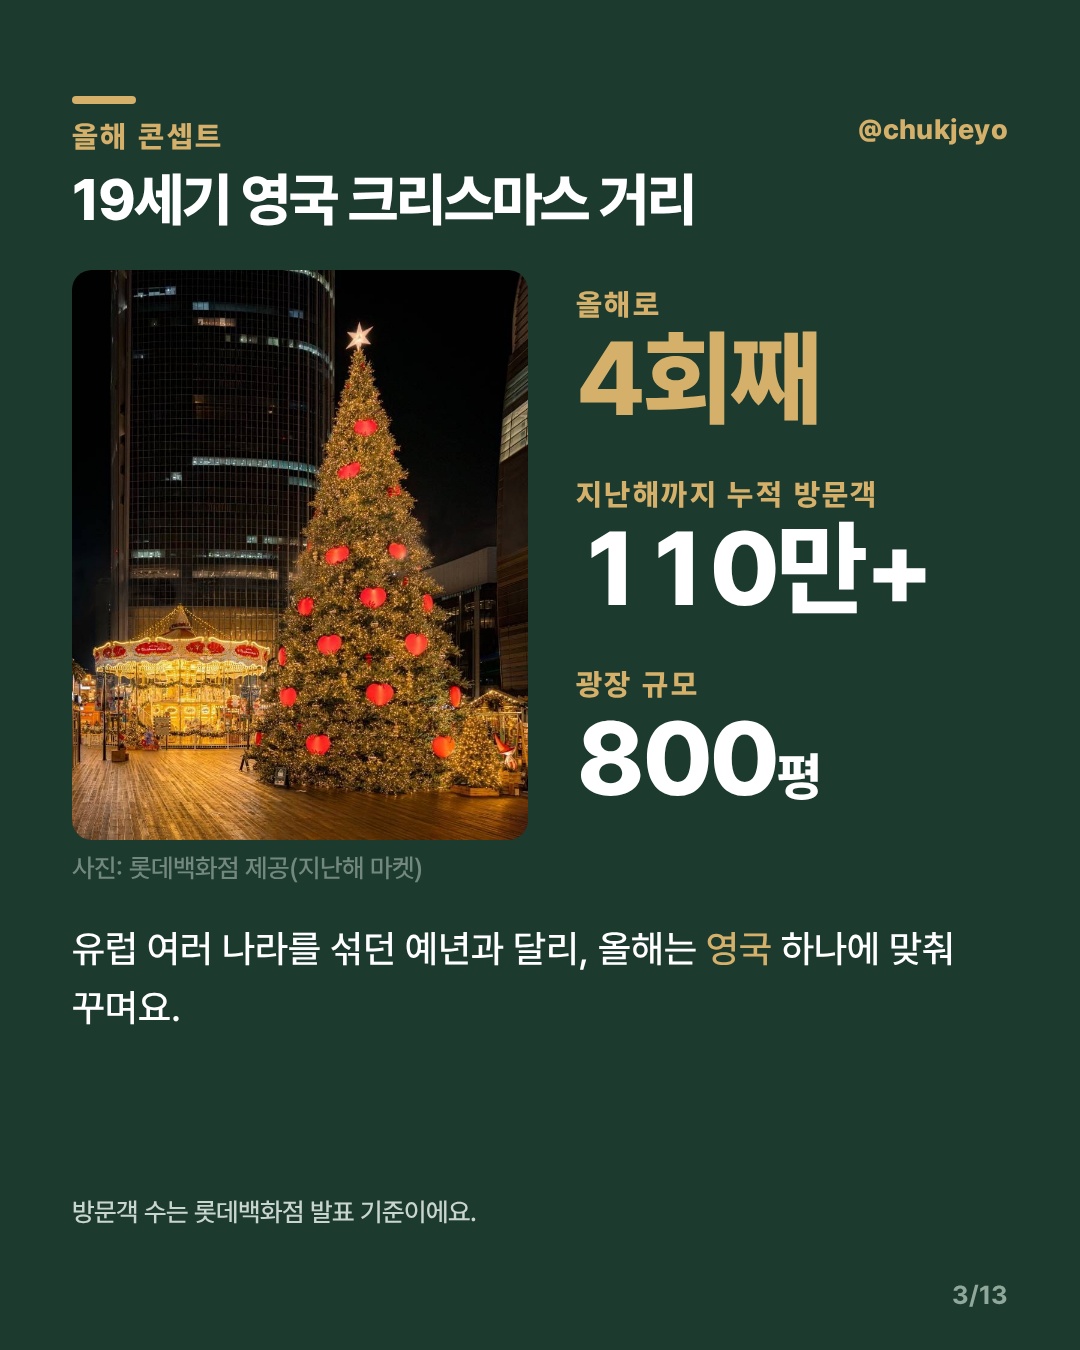 올해 콘셉트
@chukjeyo
19세기 영국 크리스마스 거리
올해로
4회째
지난해까지 누적 방문객
110만+
광장 규모
800평
사진: 롯데백화점 제공(지난해 마켓)
유럽 여러 나라를 섞던 예년과 달리, 올해는 영국 하나에 맞춰
꾸며요.
방문객 수는 롯데백화점 발표 기준이에요.
3/13